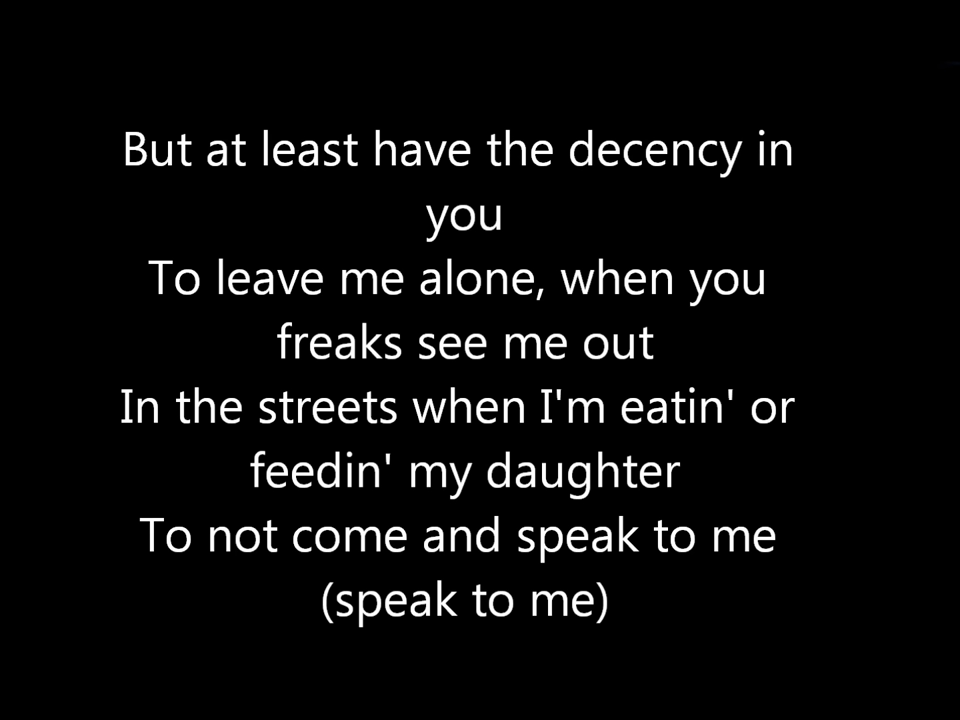 But at least have the decency in
you
To leave me alone, when you
freaks see me out
In the streets when I'm eatin' or
feedin' my daughter
To not come and speak to me
(speak to me)